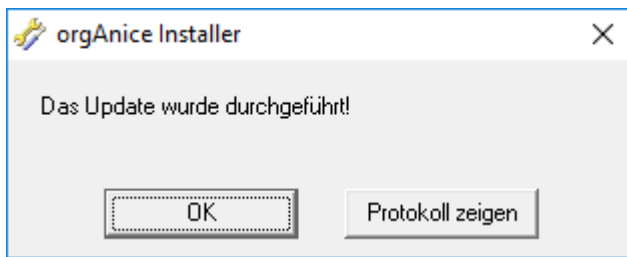 orgAnice Installer
Das Update wurde durchgeführt!
OK
Protokoll zeigen